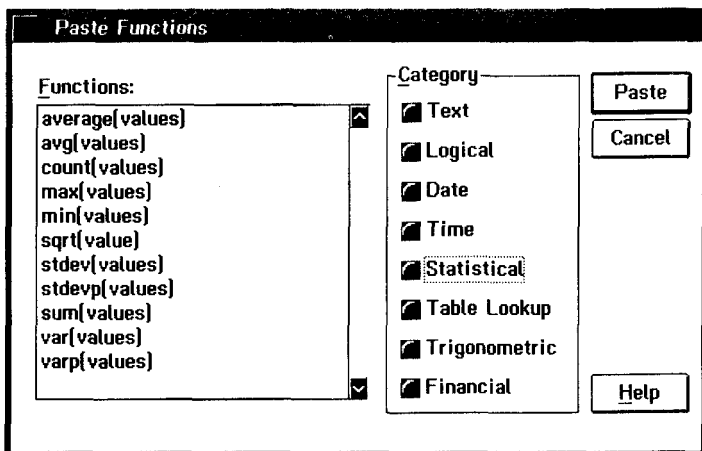 Paste Functions
Functions:
average(values)
avg(values)
count(values)
max(values)
min(values)
sqrt(value)
stdev(values)
stdevp(values)
sum(values)
var(values)
varp(values)
Category
Text
Logical
Date
Time
Statistical
Table Lookup
Trigonometric
Financial
Paste
Cancel
Help